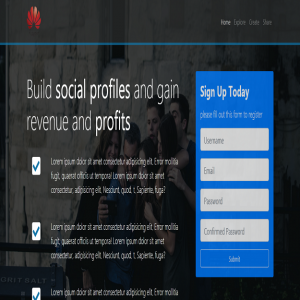 Home Explore Create Share
Build social profiles and gain
revenue and profits
Lorem ipsum dolor sit amet consectetur adipisicing elit. Error mollitia
fugit, quaerat officiis ut tempora! Lorem ipsum dolor sit amet
consectetur, adipisicing elit. Nesciunt, quod, t. Sapiente, fuga?
Lorem ipsum dolor sit amet consectetur adipisicing elit. Error mollitia
fugit, quaerat officiis ut tempora! Lorem ipsum dolor sit amet
consectetur, adipisicing elit. Nesciunt, quod, t. Sapiente, fuga?
Lorem ipsum dolor sit amet consectetur adipisicing elit. Error mollitia
Sign Up Today
please fill out this form to register
Username
Email
Password
Confirmed Password
Submit